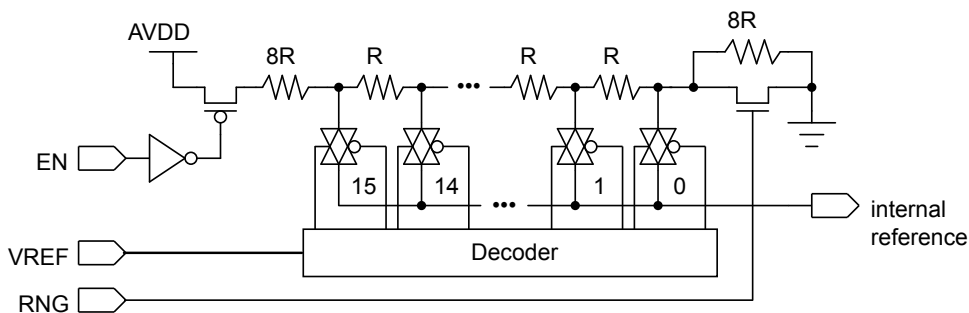 8R
AVDD
8R
R
R
R
•••
EN
15
14
1
0
•••
internal
reference
VREF
Decoder
RNG